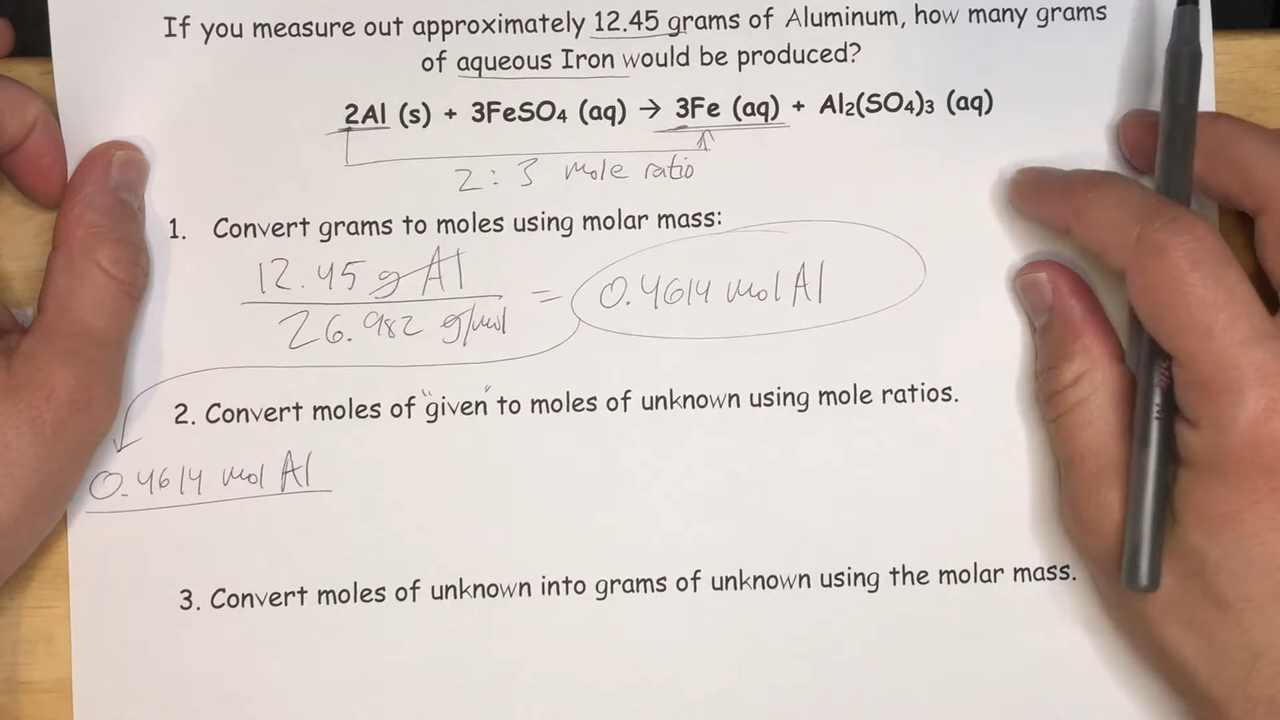 If you measure out approximately 12.45 grams of Aluminum, how many grams
of aqueous Iron would be produced?
2Al (s) + 3FeSO4 (aq) → 3Fe (aq) + Al2(SO4)3 (aq)
2 : 3 mole ratio
1. Convert grams to moles using molar mass:
12.45 g Al
26.982 g/mol
= 0.4614 mol Al
2. Convert moles of "given" to moles of unknown using mole ratios.
0.4614 mol Al
3. Convert moles of unknown into grams of unknown using the molar mass.